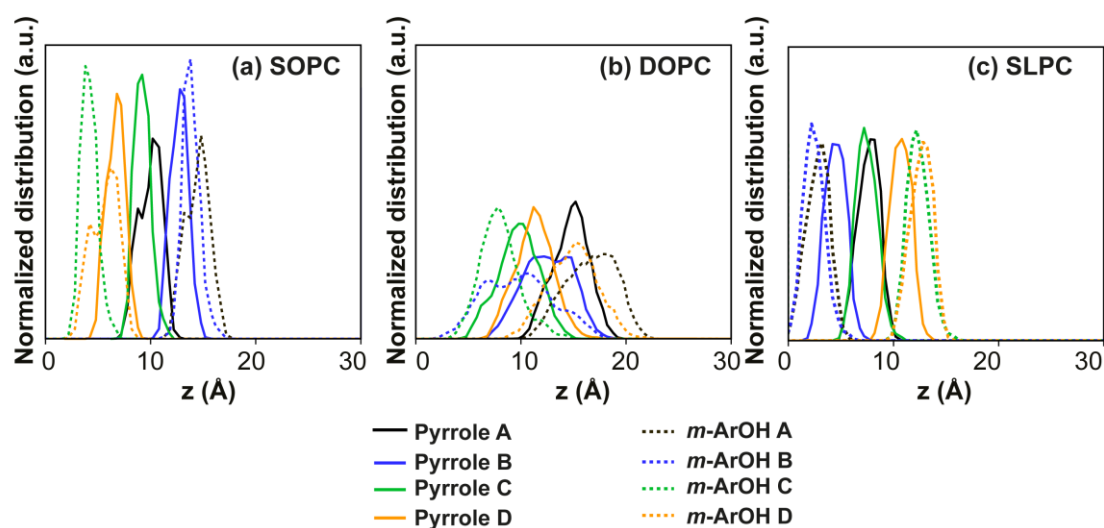 Normalized distribution (a.u.)
(a) SOPC
0 10 20 30
z (Å)
Normalized distribution (a.u.)
(b) DOPC
0 10 20 30
z (Å)
Normalized distribution (a.u.)
(c) SLPC
0 10 20 30
z (Å)
Pyrrole A
Pyrrole B
Pyrrole C
Pyrrole D
m-ArOH A
m-ArOH B
m-ArOH C
m-ArOH D